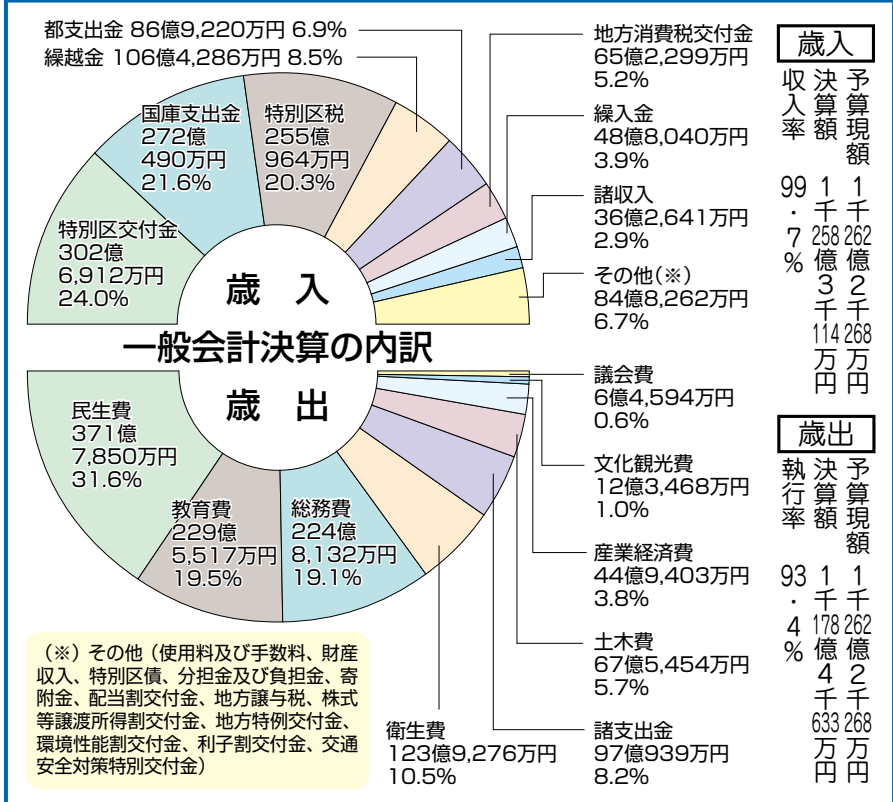 都支出金 86億9,220万円 6.9%
繰越金 106億4,286万円 8.5%
国庫支出金
272億
490万円
21.6%
特別区税
255億
964万円
20.3%
特別区交付金
302億
6,912万円
24.0%
地方消費税交付金
65億2,299万円
5.2%
繰入金
48億8,040万円
3.9%
諸収入
36億2,641万円
2.9%
その他(※)
84億8,262万円
6.7%
歳入
予算現額 1千262億2千268万円
決算額 1千258億3千114万円
収入率 99・7%
歳 入
一般会計決算の内訳
歳 出
民生費
371億
7,850万円
31.6%
教育費
229億
5,517万円
19.5%
総務費
224億
8,132万円
19.1%
議会費
6億4,594万円
0.6%
文化観光費
12億3,468万円
1.0%
産業経済費
44億9,403万円
3.8%
土木費
67億5,454万円
5.7%
諸支出金
97億939万円
8.2%
衛生費
123億9,276万円
10.5%
歳出
予算現額 1千262億2千268万円
決算額 1千178億4千633万円
執行率 93・4%
(※)その他(使用料及び手数料、財産
収入、特別区債、分担金及び負担金、寄
附金、配当割交付金、地方譲与税、株式
等譲渡所得割交付金、地方特例交付金、
環境性能割交付金、利子割交付金、交通
安全対策特別交付金)